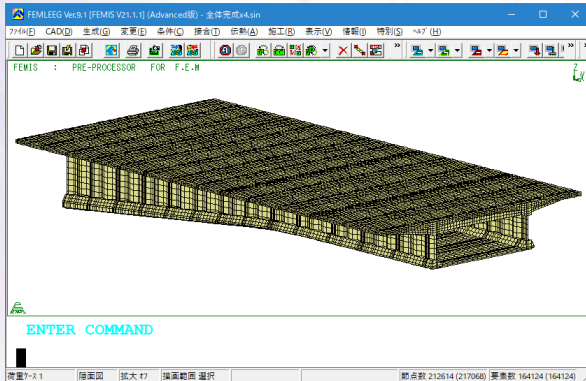 FEMLEEG Ver.9.1 [FEMIS V21.1.1] (Advanced版) - 全体完成x4.sin
ファイル(F) CAD(D) 生成(G) 変更(E) 条件(C) 接合(T) 伝熱(A) 施工(R) 表示(V) 情報(I) 特別(S) ヘルプ(H)
FEMIS : PRE-PROCESSOR FOR F.E.M
Z
ENTER COMMAND
荷重ケース 1 隠面図 拡大 オフ 描画範囲 選択 節点数 212614 (217068) 要素数 164124 (164124)